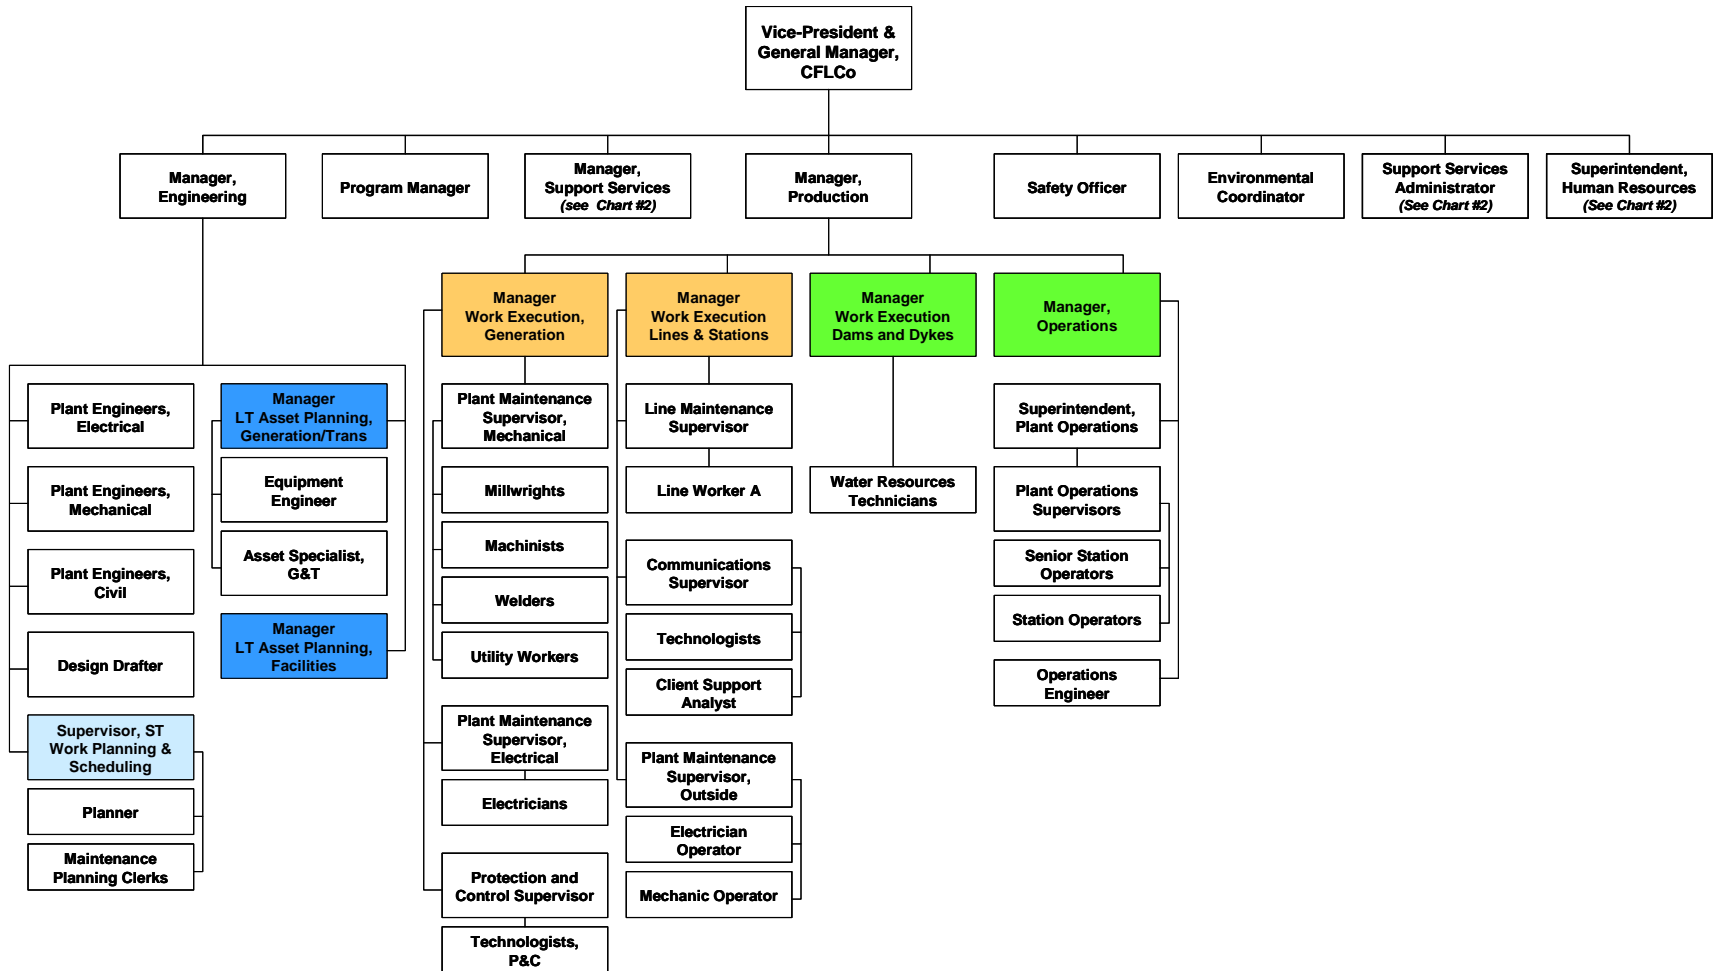 Vice-President &
General Manager,
CFLCo
Manager,
Engineering
Program Manager
Manager,
Support Services
(see Chart #2)
Manager,
Production
Safety Officer
Environmental
Coordinator
Support Services
Administrator
(See Chart #2)
Superintendent,
Human Resources
(See Chart #2)
Manager
Work Execution,
Generation
Manager
Work Execution
Lines & Stations
Manager
Work Execution
Dams and Dykes
Manager,
Operations
Plant Engineers,
Electrical
Plant Engineers,
Mechanical
Plant Engineers,
Civil
Design Drafter
Supervisor, ST
Work Planning &
Scheduling
Planner
Maintenance
Planning Clerks
Manager
LT Asset Planning,
Generation/Trans
Equipment
Engineer
Asset Specialist,
G&T
Manager
LT Asset Planning,
Facilities
Plant Maintenance
Supervisor,
Mechanical
Millwrights
Machinists
Welders
Utility Workers
Plant Maintenance
Supervisor,
Electrical
Electricians
Protection and
Control Supervisor
Technologists,
P&C
Line Maintenance
Supervisor
Line Worker A
Communications
Supervisor
Technologists
Client Support
Analyst
Plant Maintenance
Supervisor,
Outside
Electrician
Operator
Mechanic Operator
Water Resources
Technicians
Superintendent,
Plant Operations
Plant Operations
Supervisors
Senior Station
Operators
Station Operators
Operations
Engineer